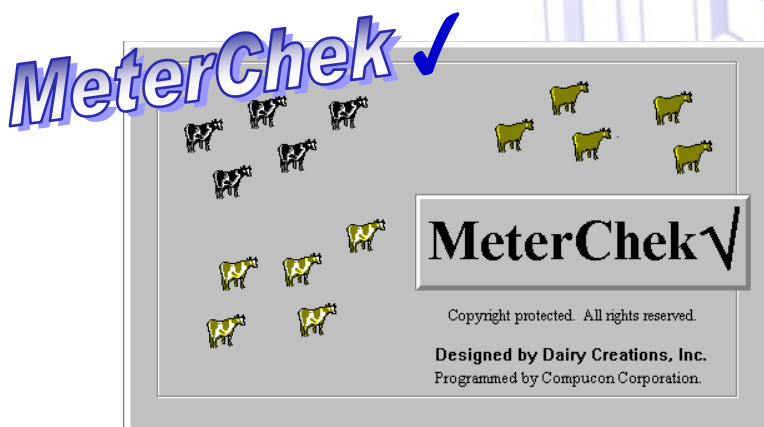 MeterChek ✓
MeterChek√
Copyright protected. All rights reserved.
Designed by Dairy Creations, Inc.
Programmed by Compucon Corporation.